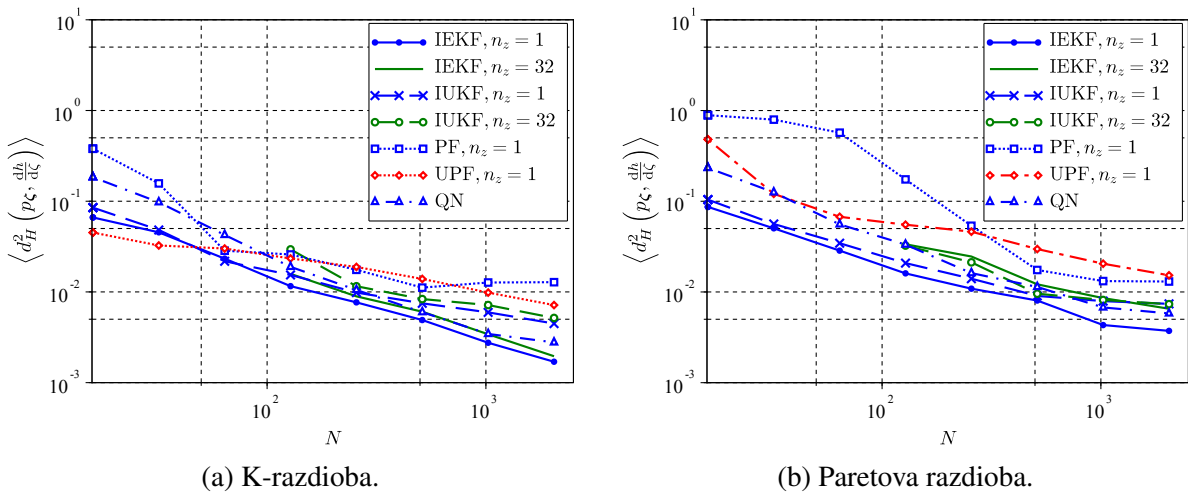 10^1
10^0
10^{-1}
10^{-2}
10^{-3}
⟨d_H^2 (p_ζ, dh/dζ)⟩
IEKF, n_z = 1
IEKF, n_z = 32
IUKF, n_z = 1
IUKF, n_z = 32
PF, n_z = 1
UPF, n_z = 1
QN
10^2
10^3
N
(a) K-razdioba.
10^1
10^0
10^{-1}
10^{-2}
10^{-3}
⟨d_H^2 (p_ζ, dh/dζ)⟩
IEKF, n_z = 1
IEKF, n_z = 32
IUKF, n_z = 1
IUKF, n_z = 32
PF, n_z = 1
UPF, n_z = 1
QN
10^2
10^3
N
(b) Paretova razdioba.